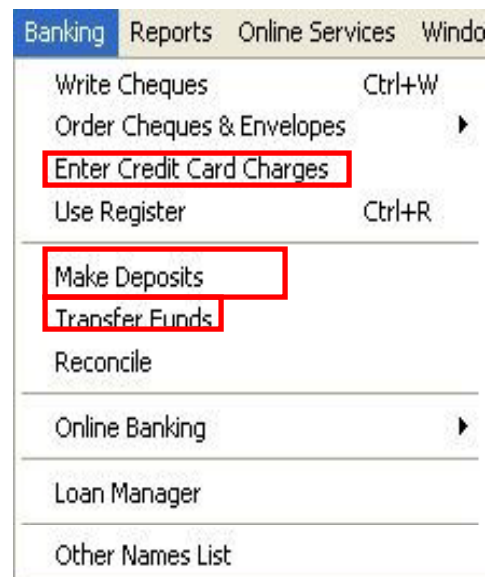 Banking Reports Online Services Windo
Write Cheques Ctrl+W
Order Cheques & Envelopes
Enter Credit Card Charges
Use Register Ctrl+R
Make Deposits
Transfer Funds
Reconcile
Online Banking
Loan Manager
Other Names List